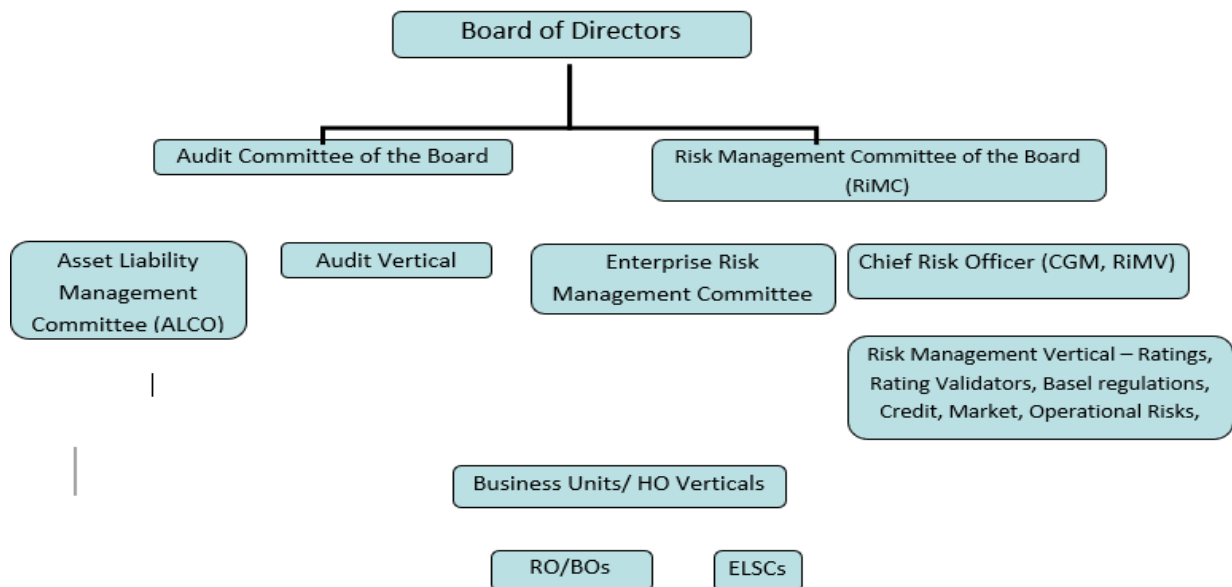 Board of Directors
Audit Committee of the Board
Risk Management Committee of the Board
(RiMC)
Asset Liability
Management
Committee (ALCO)
Audit Vertical
Enterprise Risk
Management Committee
Chief Risk Officer (CGM, RiMV)
Risk Management Vertical – Ratings,
Rating Validators, Basel regulations,
Credit, Market, Operational Risks,
Business Units/ HO Verticals
RO/BOs
ELSCs